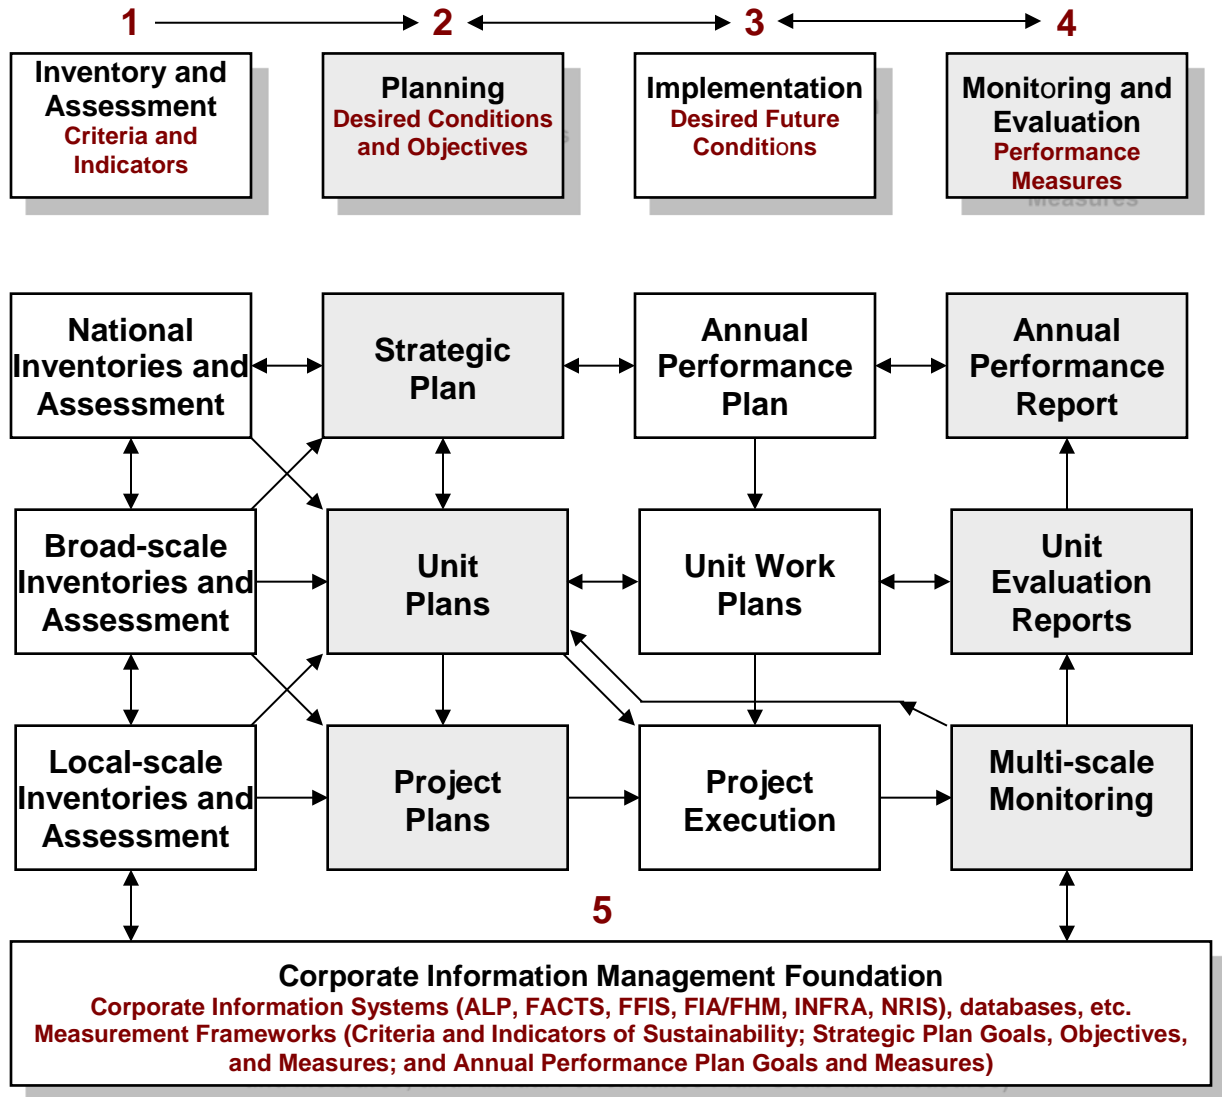 1
2
3
4
Inventory and
Assessment
Criteria and
Indicators
Planning
Desired Conditions
and Objectives
Implementation
Desired Future
Conditions
Monitoring and
Evaluation
Performance
Measures
National
Inventories and
Assessment
Strategic
Plan
Annual
Performance
Plan
Annual
Performance
Report
Broad-scale
Inventories and
Assessment
Unit
Plans
Unit Work
Plans
Unit
Evaluation
Reports
Local-scale
Inventories and
Assessment
Project
Plans
Project
Execution
Multi-scale
Monitoring
5
Corporate Information Management Foundation
Corporate Information Systems (ALP, FACTS, FFIS, FIA/FHM, INFRA, NRIS), databases, etc.
Measurement Frameworks (Criteria and Indicators of Sustainability; Strategic Plan Goals, Objectives,
and Measures; and Annual Performance Plan Goals and Measures)